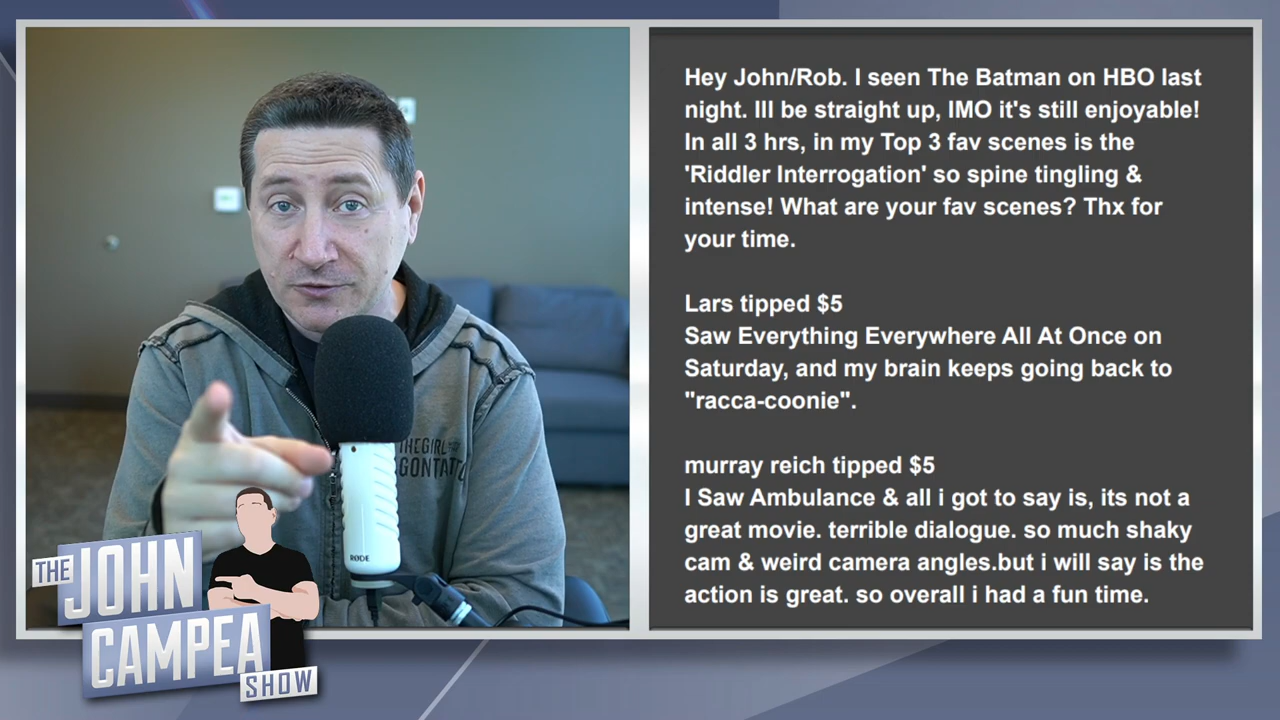 Hey John/Rob. I seen The Batman on HBO last
night. Ill be straight up, IMO it's still enjoyable!
In all 3 hrs, in my Top 3 fav scenes is the
'Riddler Interrogation' so spine tingling &
intense! What are your fav scenes? Thx for
your time.
Lars tipped $5
Saw Everything Everywhere All At Once on
Saturday, and my brain keeps going back to
"racca-coonie".
murray reich tipped $5
I Saw Ambulance & all i got to say is, its not a
great movie. terrible dialogue. so much shaky
cam & weird camera angles.but i will say is the
action is great. so overall i had a fun time.
THE GIRL
RØDE
THE
JOHN
CAMPEA
SHOW